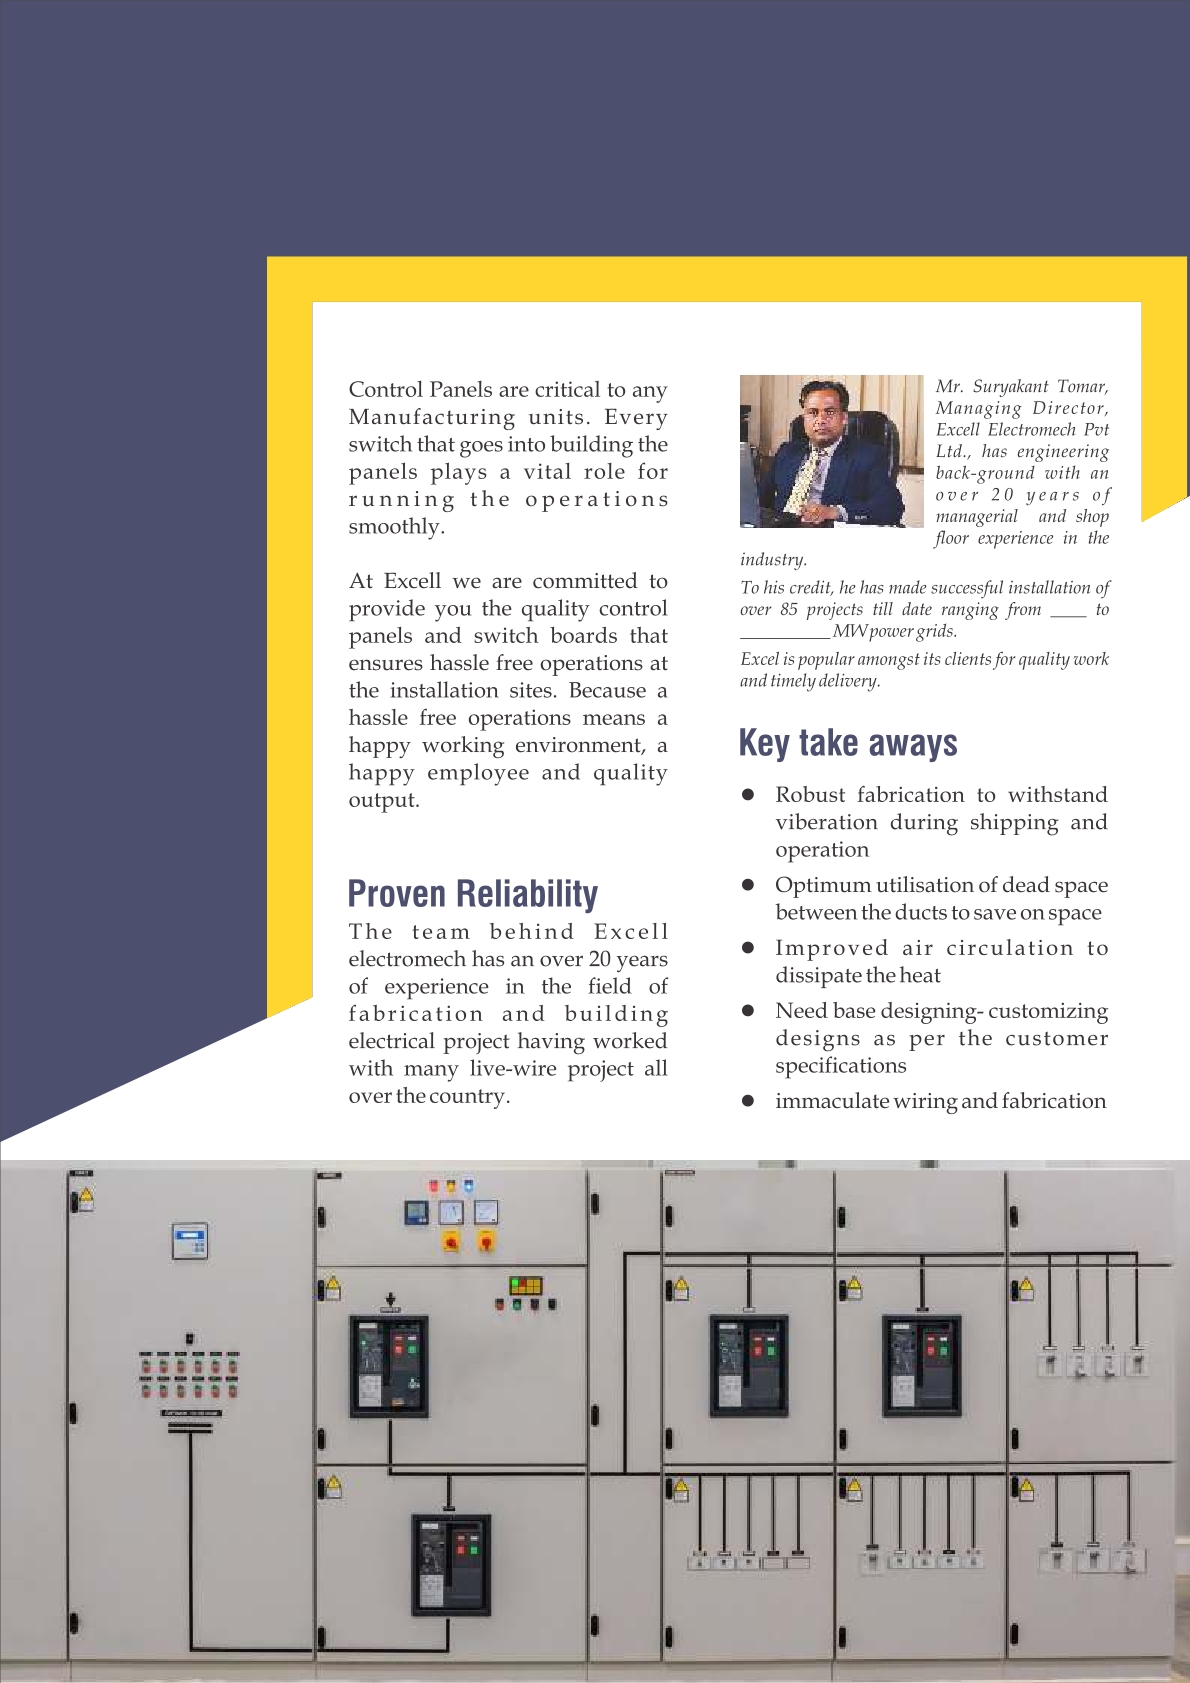 Control Panels are critical to any
Manufacturing units. Every
switch that goes into building the
panels plays a vital role for
running the operations
smoothly.
At Excell we are committed to
provide you the quality control
panels and switch boards that
ensures hassle free operations at
the installation sites. Because a
hassle free operations means a
happy working environment, a
happy employee and quality
output.
Proven Reliability
The team behind Excell
electromech has an over 20 years
of experience in the field of
fabrication and building
electrical project having worked
with many live-wire project all
over the country.
Mr. Suryakant Tomar,
Managing Director,
Excell Electromech Pvt
Ltd., has engineering
back-ground with an
over 20 years of
managerial and shop
floor experience in the
industry.
To his credit, he has made successful installation of
over 85 projects till date ranging from ____ to
__________ MW power grids.
Excel is popular amongst its clients for quality work
and timely delivery.
Key take aways
● Robust fabrication to withstand
viberation during shipping and
operation
● Optimum utilisation of dead space
between the ducts to save on space
● Improved air circulation to
dissipate the heat
● Need base designing- customizing
designs as per the customer
specifications
● immaculate wiring and fabrication